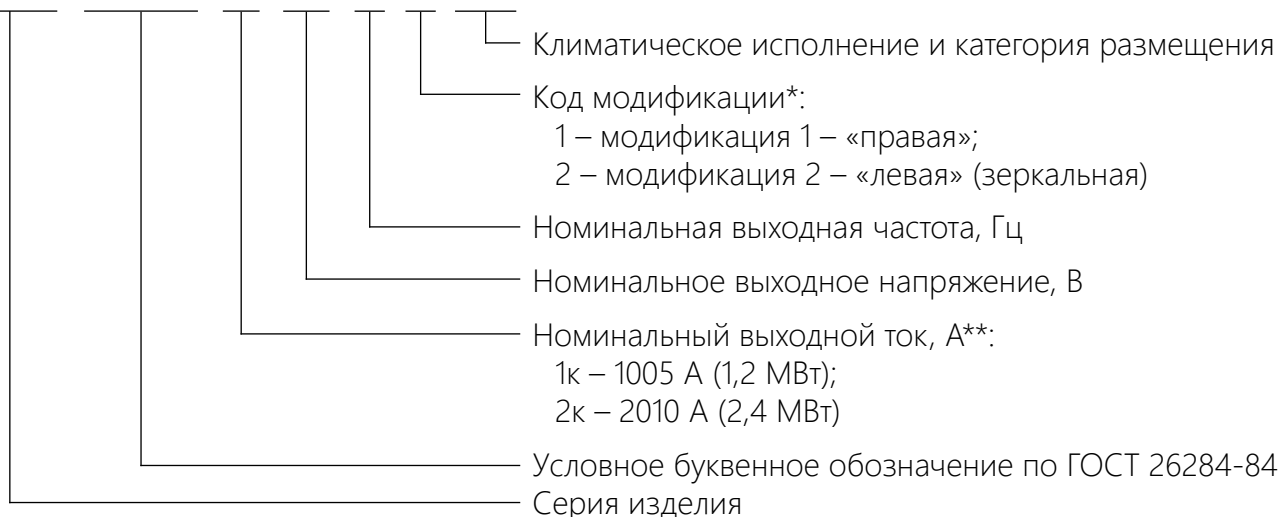 Климатическое исполнение и категория размещения
Код модификации*:
1 – модификация 1 – «правая»;
2 – модификация 2 – «левая» (зеркальная)
Номинальная выходная частота, Гц
Номинальное выходное напряжение, В
Номинальный выходной ток, А**:
1к – 1005 А (1,2 МВт);
2к – 2010 А (2,4 МВт)
Условное буквенное обозначение по ГОСТ 26284-84
Серия изделия